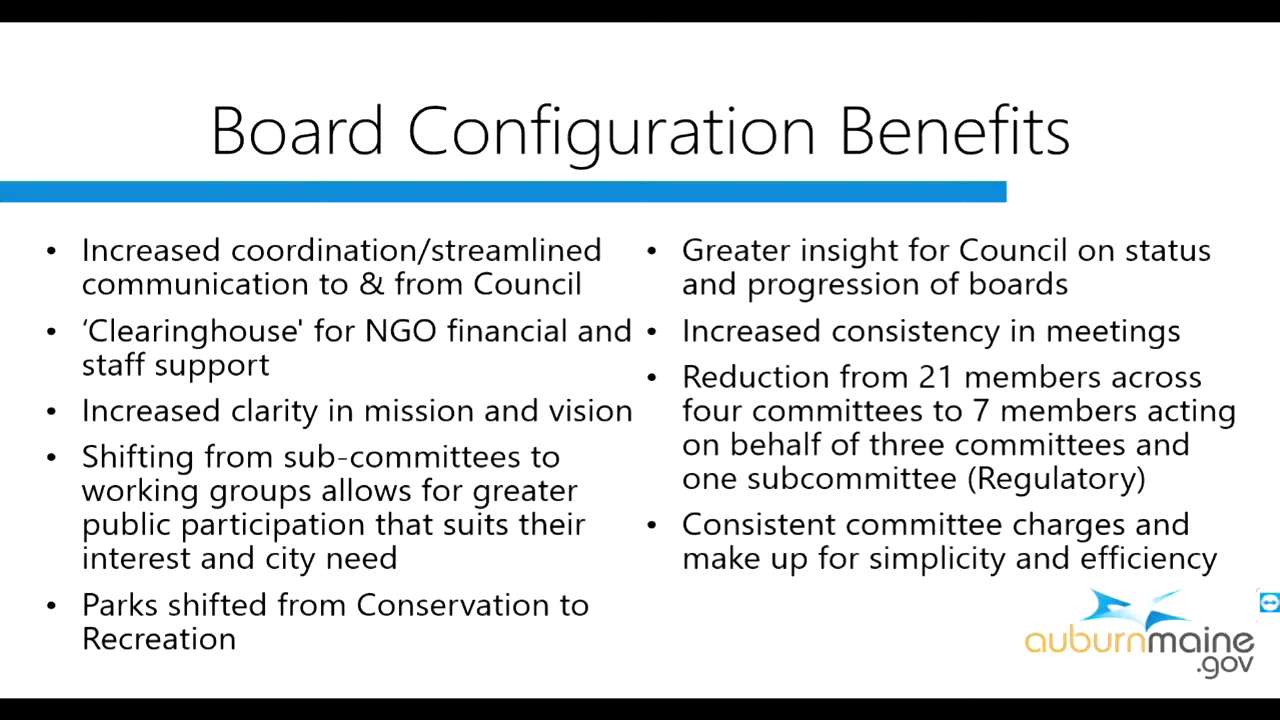 Board Configuration Benefits
• Increased coordination/streamlined
communication to & from Council
• ‘Clearinghouse' for NGO financial and
staff support
• Increased clarity in mission and vision
• Shifting from sub-committees to
working groups allows for greater
public participation that suits their
interest and city need
• Parks shifted from Conservation to
Recreation
• Greater insight for Council on status
and progression of boards
• Increased consistency in meetings
• Reduction from 21 members across
four committees to 7 members acting
on behalf of three committees and
one subcommittee (Regulatory)
• Consistent committee charges and
make up for simplicity and efficiency
auburnmaine
.gov